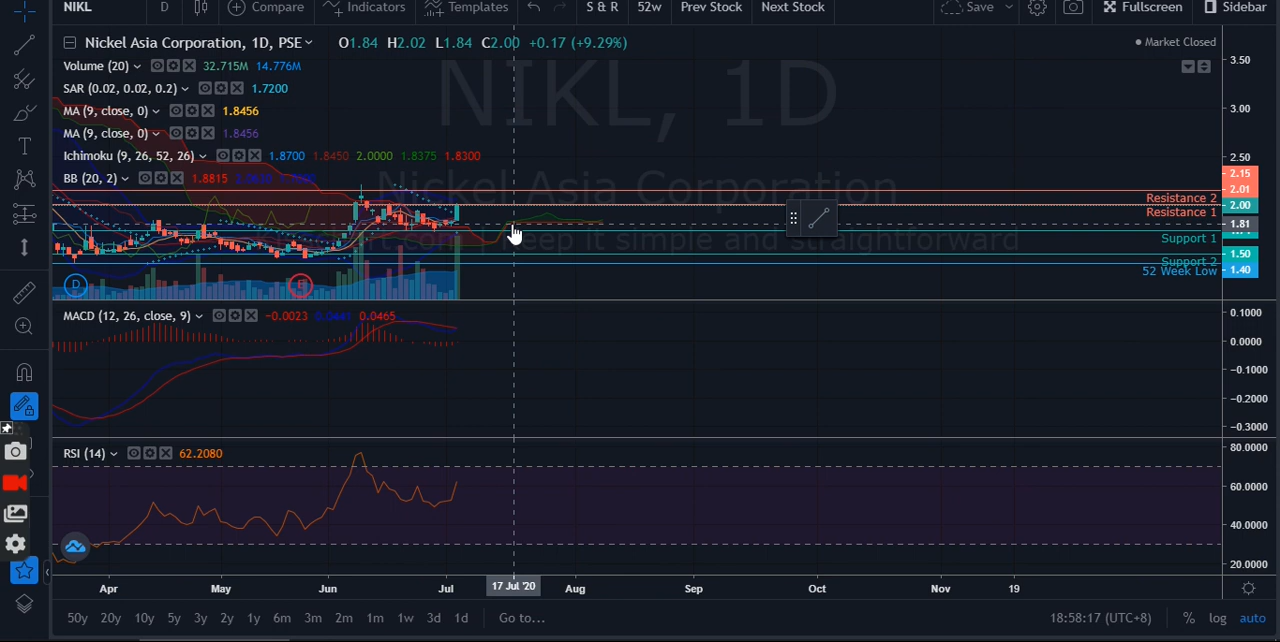 NIKL D Compare Indicators Templates S & R 52w Prev Stock Next Stock Save Fullscreen Sidebar
Nickel Asia Corporation, 1D, PSE O1.84 H2.02 L1.84 C2.00 +0.17 (+9.29%) Market Closed
Volume (20) 32.715M 14.776M
SAR (0.02, 0.02, 0.2) 1.7200
MA (9, close, 0) 1.8456
MA (9, close, 0) 1.8456
Ichimoku (9, 26, 52, 26) 1.8700 1.8450 2.0000 1.8375 1.8300
BB (20, 2) 1.8815
NIKL, 1D
Nickel Asia Corporation
keep it simple and straightforward
3.50
3.00
2.50
2.15
2.01
Resistance 2
2.00
Resistance 1
1.81
Support 1
1.50
Support 2
1.40
52 Week Low
D
E
MACD (12, 26, close, 9) −0.0023 0.0441 0.0465
0.1000
0.0000
−0.1000
−0.2000
−0.3000
RSI (14) 62.2080
80.0000
60.0000
40.0000
20.0000
Apr May Jun Jul 17 Jul '20 Aug Sep Oct Nov 19
50y 20y 10y 5y 3y 2y 1y 6m 3m 2m 1m 1w 3d 1d Go to... 18:58:17 (UTC+8) % log auto